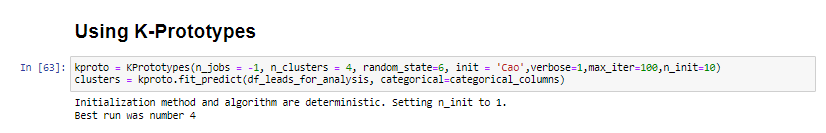 Using K-Prototypes
In [63]: kproto = KPrototypes(n_jobs = -1, n_clusters = 4, random_state=6, init = 'Cao',verbose=1,max_iter=100,n_init=10)
clusters = kproto.fit_predict(df_leads_for_analysis, categorical=categorical_columns)
Initialization method and algorithm are deterministic. Setting n_init to 1.
Best run was number 4